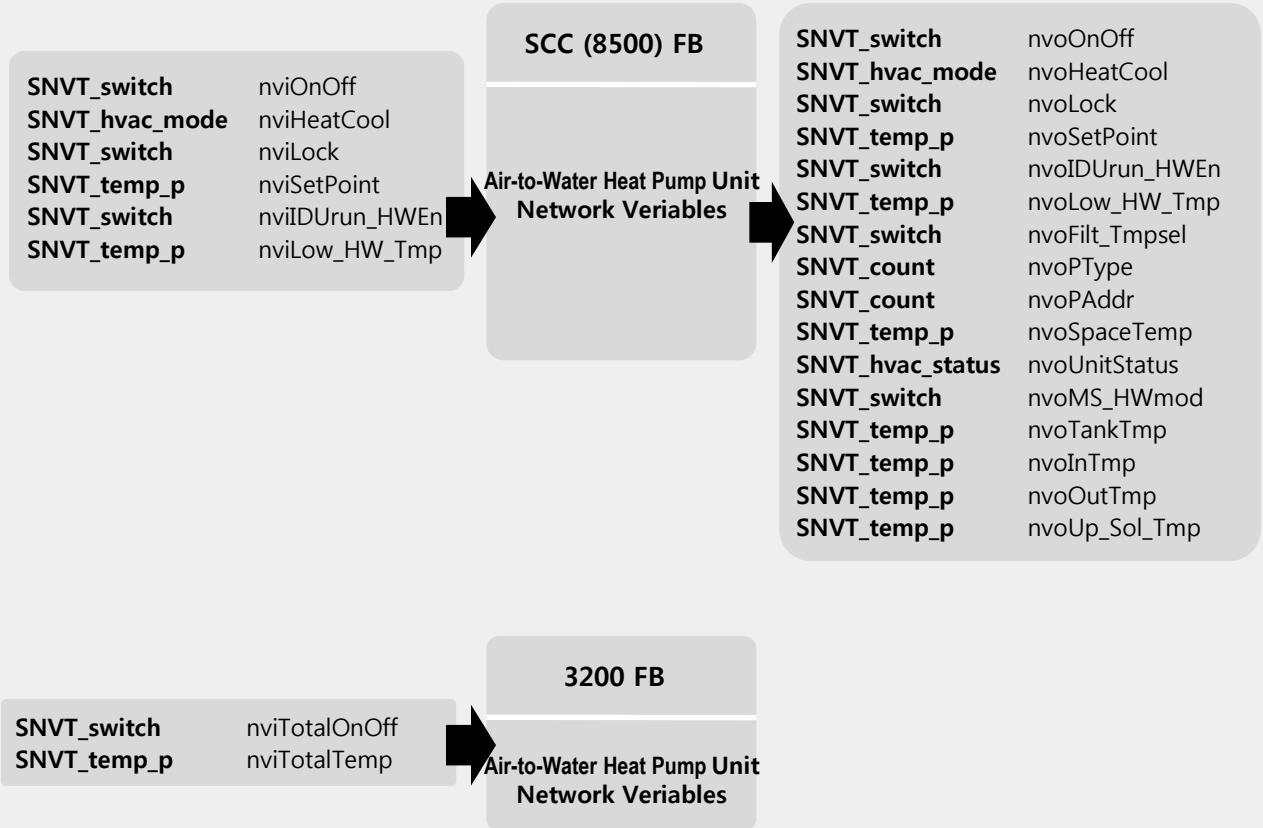 SNVT_switch nviOnOff
SNVT_hvac_mode nviHeatCool
SNVT_switch nviLock
SNVT_temp_p nviSetPoint
SNVT_switch nviIDUrun_HWEn
SNVT_temp_p nviLow_HW_Tmp
SCC (8500) FB
Air-to-Water Heat Pump Unit
Network Veriables
SNVT_switch nvoOnOff
SNVT_hvac_mode nvoHeatCool
SNVT_switch nvoLock
SNVT_temp_p nvoSetPoint
SNVT_switch nvoIDUrun_HWEn
SNVT_temp_p nvoLow_HW_Tmp
SNVT_switch nvoFilt_Tmpsel
SNVT_count nvoPType
SNVT_count nvoPAddr
SNVT_temp_p nvoSpaceTemp
SNVT_hvac_status nvoUnitStatus
SNVT_switch nvoMS_HWmod
SNVT_temp_p nvoTankTmp
SNVT_temp_p nvoInTmp
SNVT_temp_p nvoOutTmp
SNVT_temp_p nvoUp_Sol_Tmp
SNVT_switch nviTotalOnOff
SNVT_temp_p nviTotalTemp
3200 FB
Air-to-Water Heat Pump Unit
Network Veriables